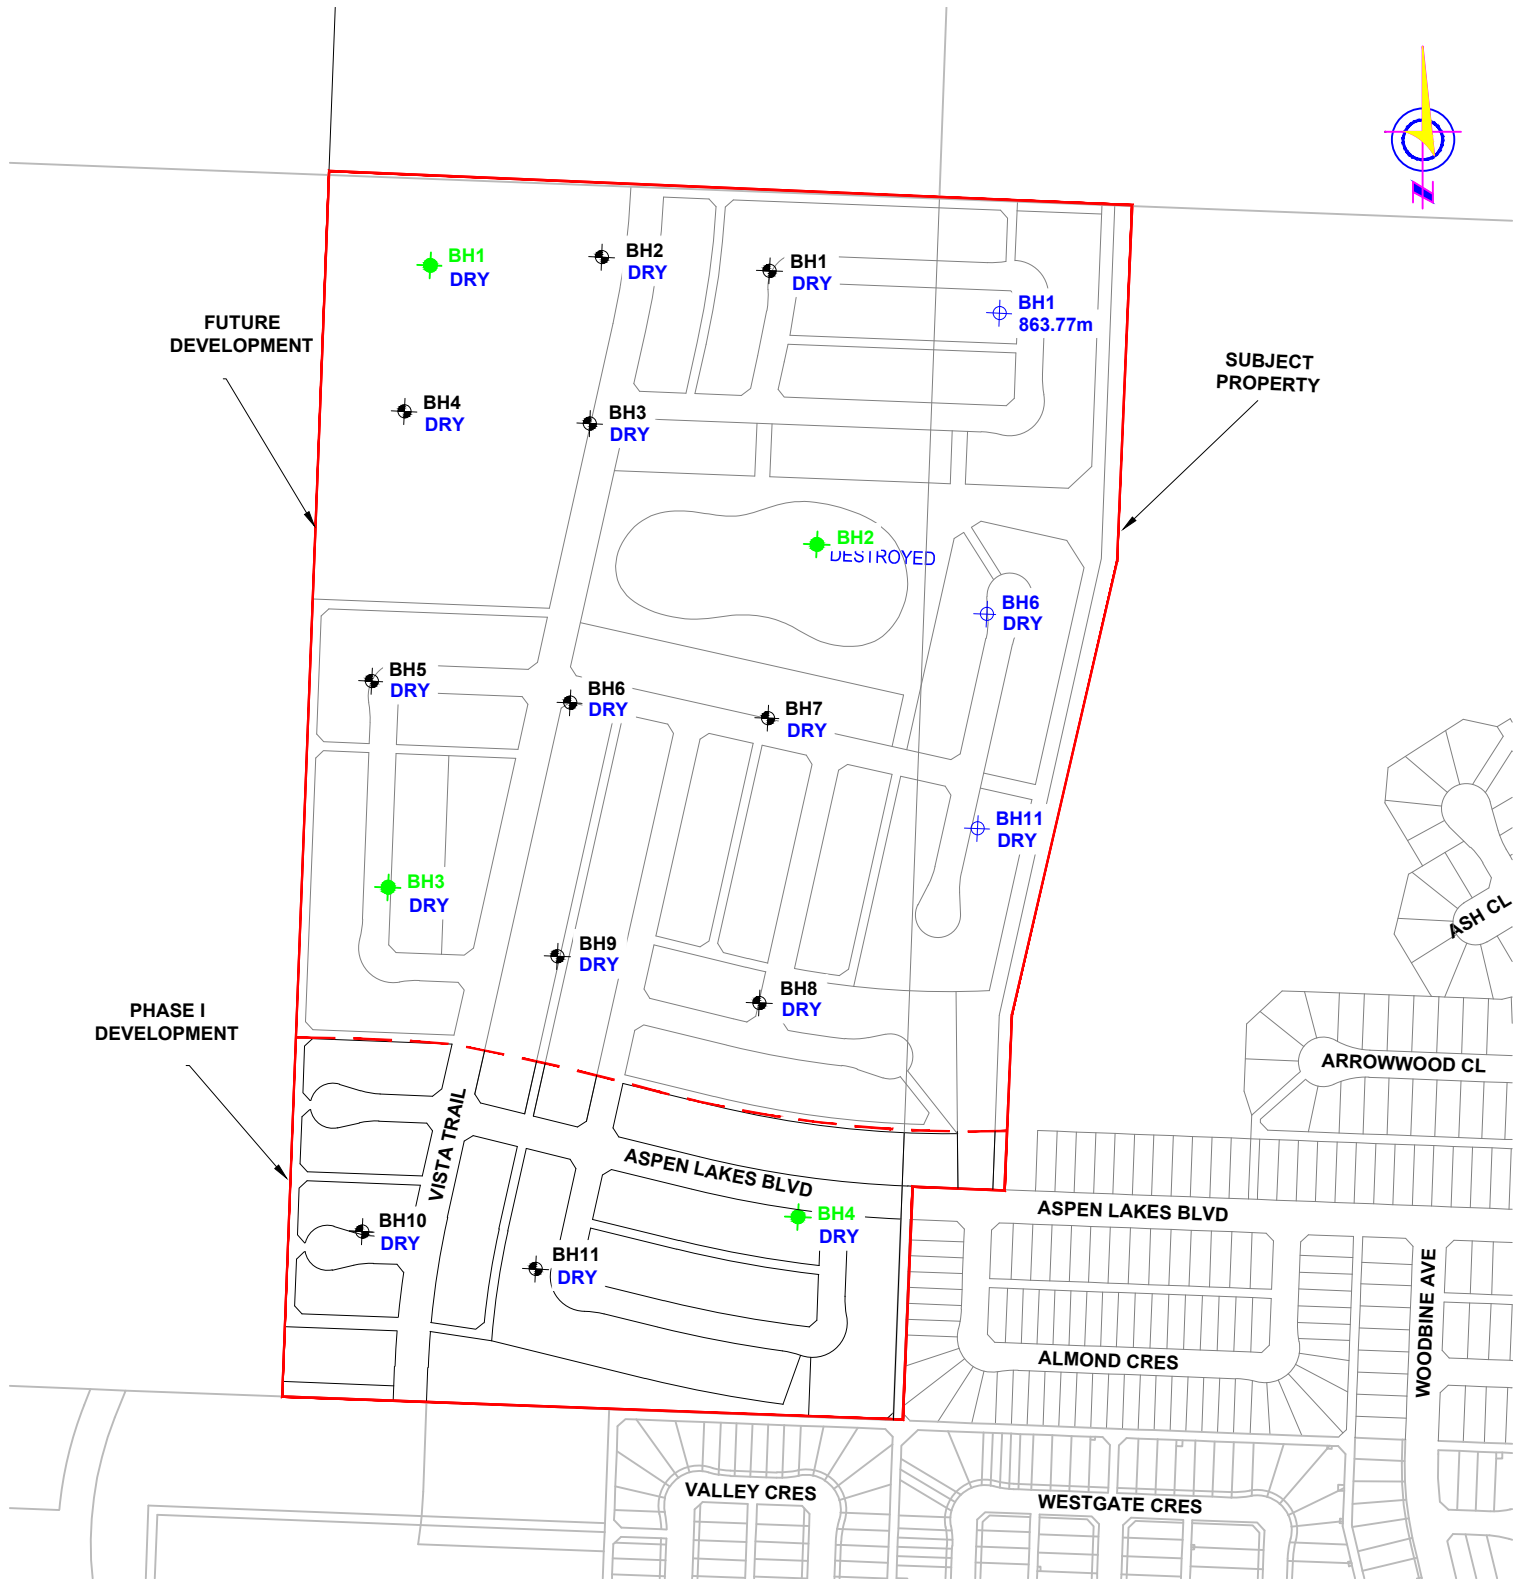 N
BH1
DRY
BH2
DRY
BH1
DRY
BH1
863.77m
FUTURE
DEVELOPMENT
SUBJECT
PROPERTY
BH4
DRY
BH3
DRY
BH2
DESTROYED
BH6
DRY
BH5
DRY
BH6
DRY
BH7
DRY
BH11
DRY
BH3
DRY
ASH CL
BH9
DRY
BH8
DRY
PHASE I
DEVELOPMENT
ARROWWOOD CL
VISTA TRAIL
ASPEN LAKES BLVD
BH4
DRY
ASPEN LAKES BLVD
BH10
DRY
BH11
DRY
WOODBINE AVE
ALMOND CRES
VALLEY CRES
WESTGATE CRES